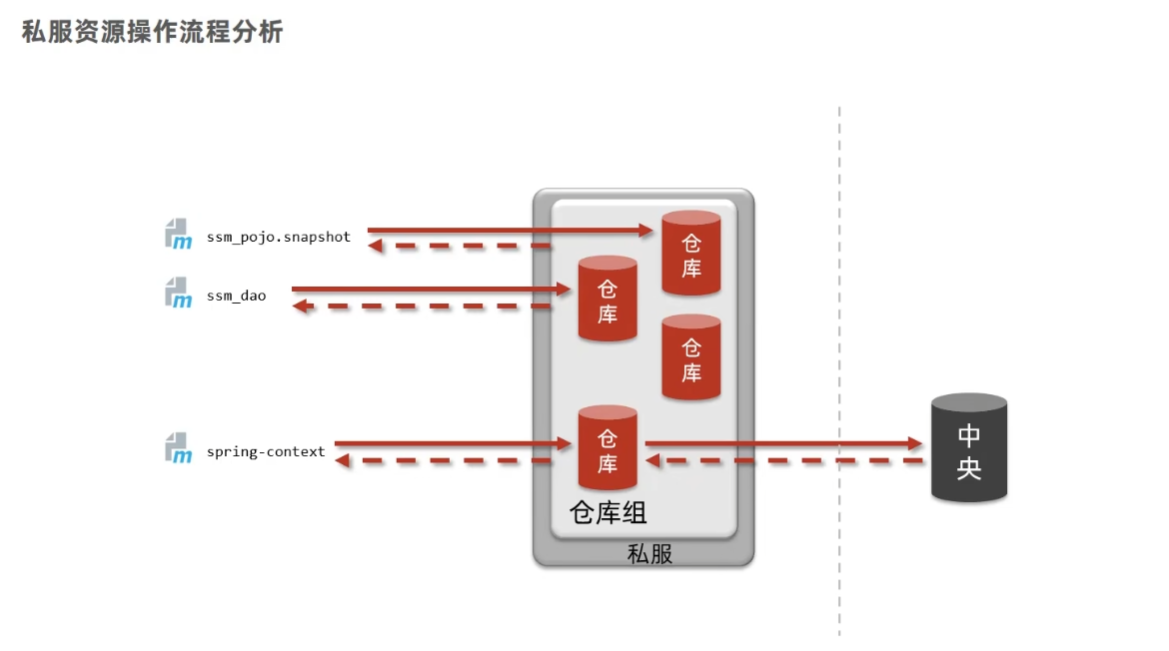 私服资源操作流程分析
ssm_pojo.snapshot
仓
库
ssm_dao
仓
库
仓
库
spring-context
仓
库
中
央
仓库组
私服